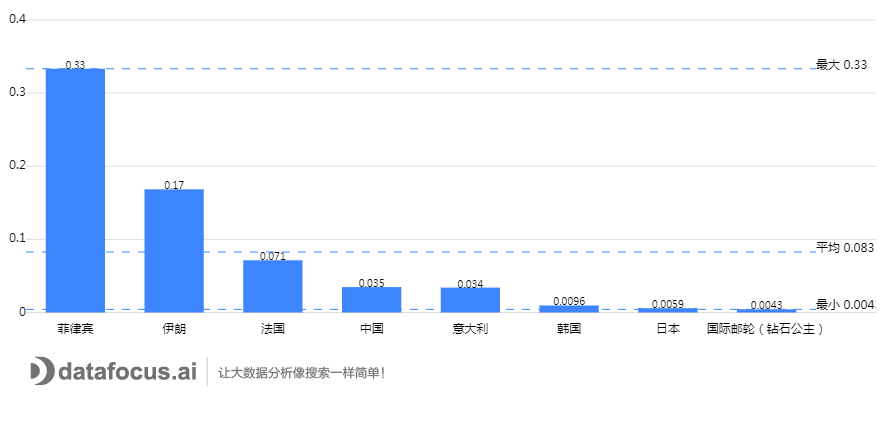 0.4
最大 0.33
0.33
0.3
0.2
0.17
0.1
平均 0.083
0.071
0.035
0.034
0.0096
0.0059
0.0043
最小 0.004
0
菲律宾
伊朗
法国
中国
意大利
韩国
日本
国际邮轮（钻石公主）
datafocus.ai
让大数据分析像搜索一样简单！